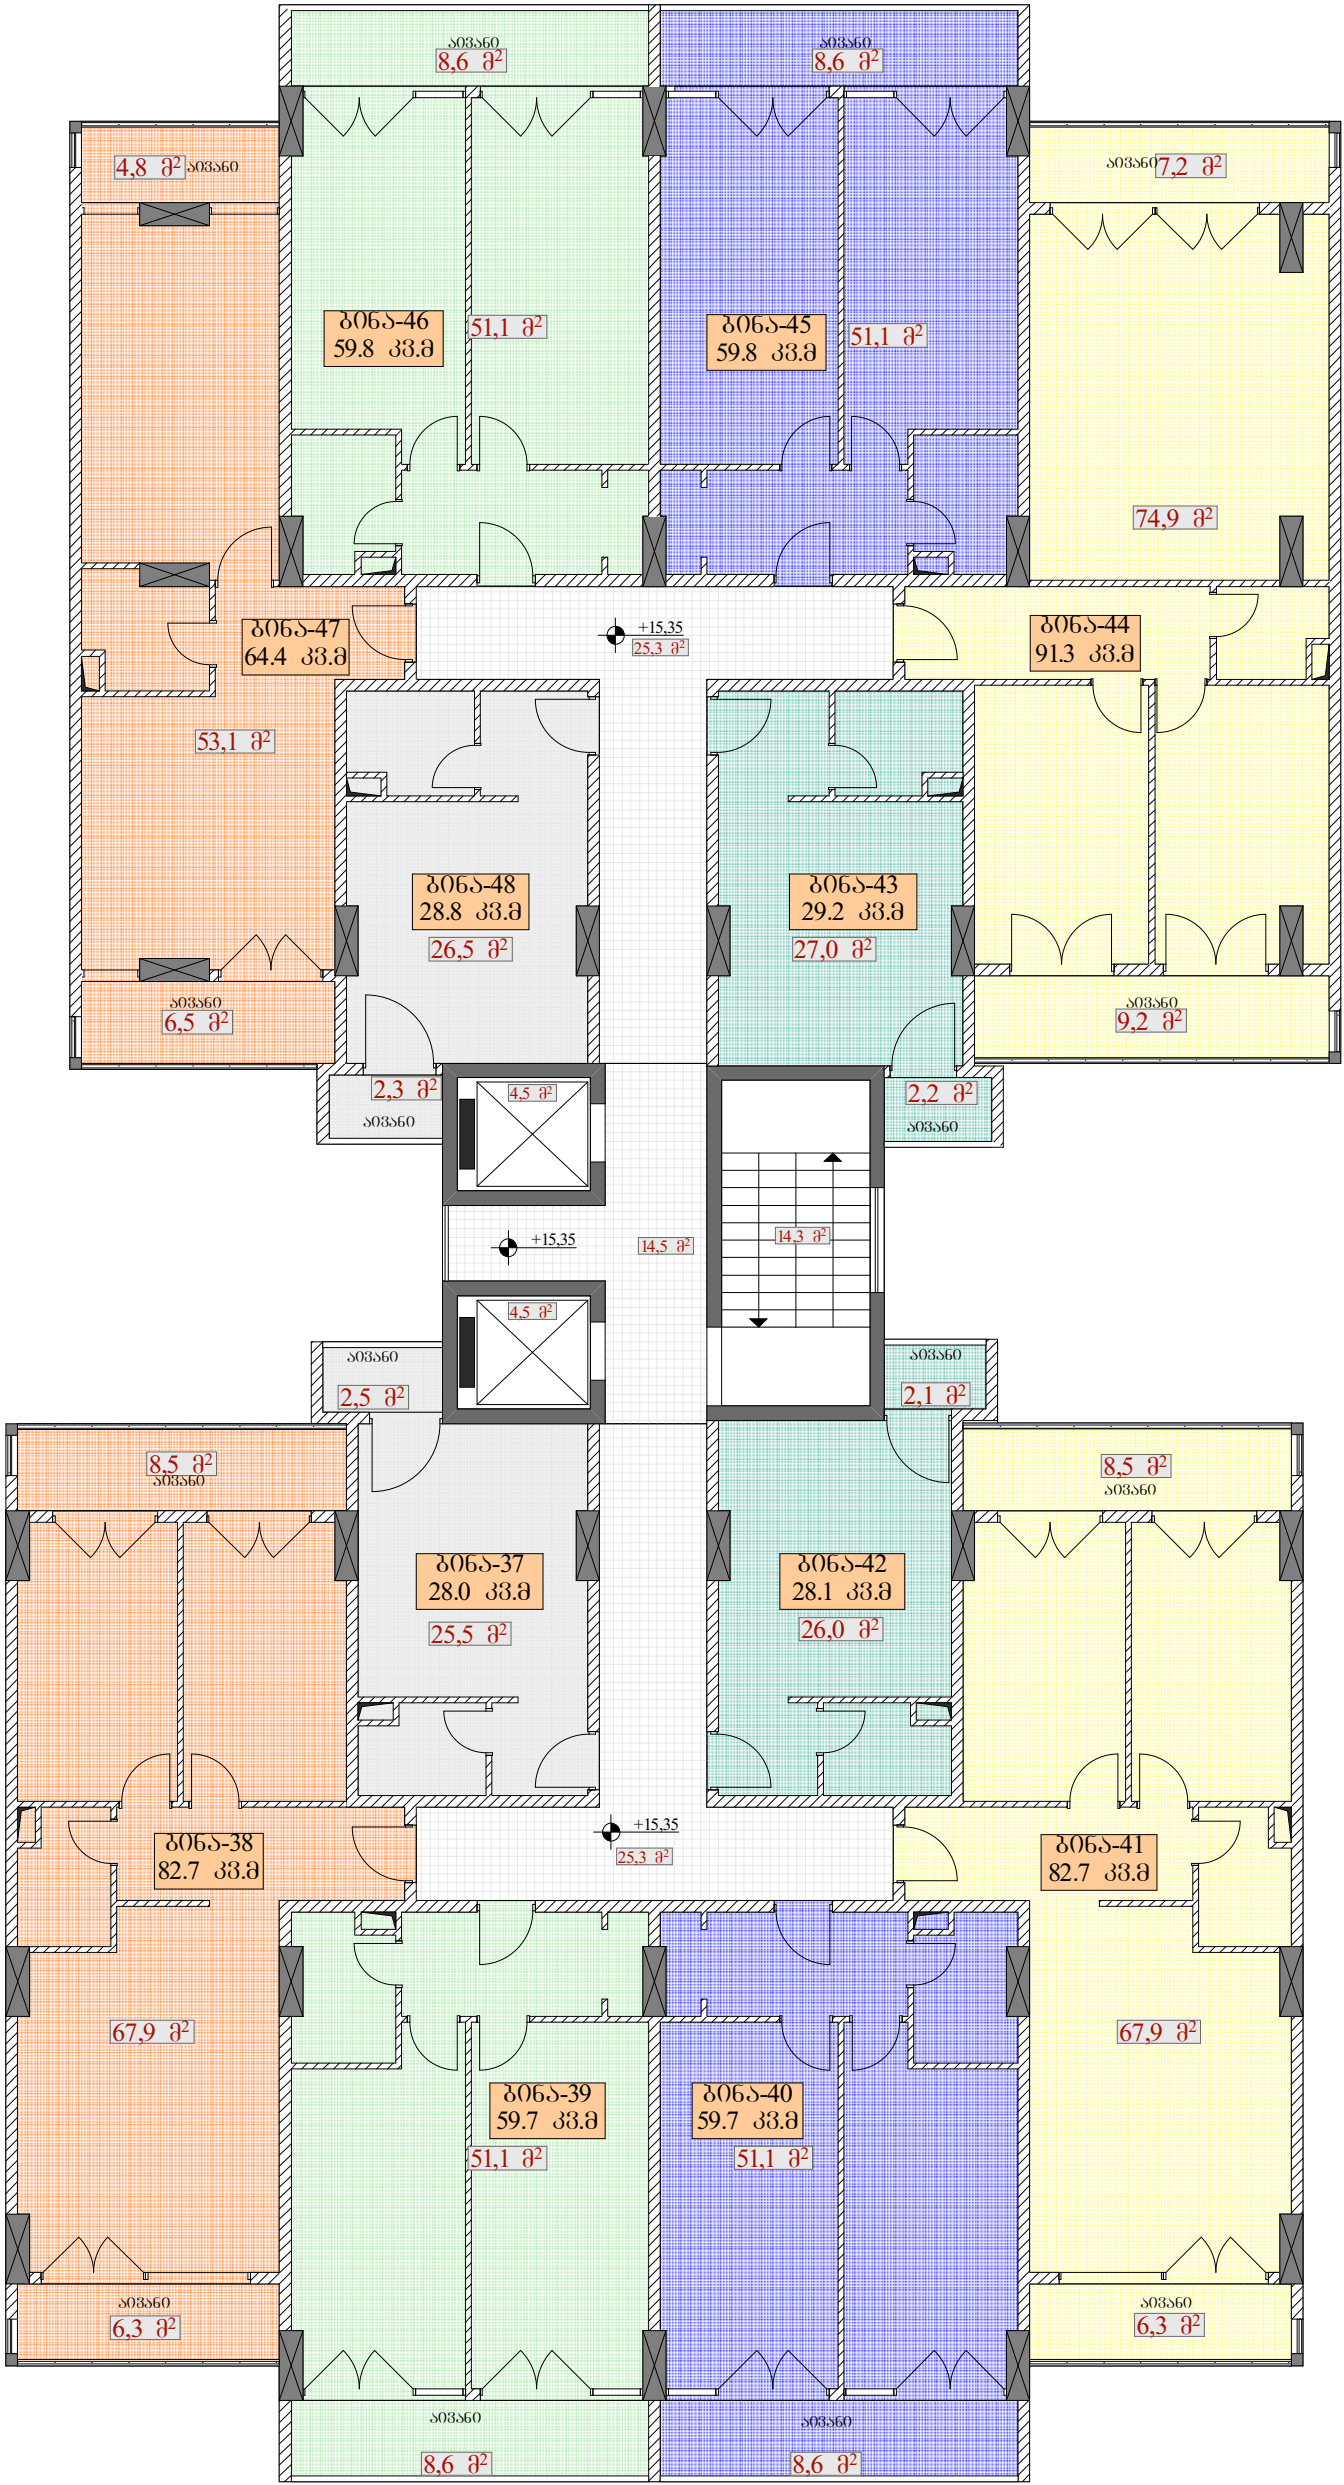 აივანი
8,6 მ²
აივანი
8,6 მ²
4,8 მ² აივანი
აივანი 7,2 მ²
ბინა-46
59.8 კვ.მ
51,1 მ²
ბინა-45
59.8 კვ.მ
51,1 მ²
74,9 მ²
ბინა-47
64.4 კვ.მ
+15,35
25,3 მ²
ბინა-44
91.3 კვ.მ
53,1 მ²
ბინა-48
28.8 კვ.მ
26,5 მ²
ბინა-43
29.2 კვ.მ
27,0 მ²
აივანი
6,5 მ²
აივანი
9,2 მ²
2,3 მ²
აივანი
4,5 მ²
2,2 მ²
აივანი
+15,35
14,5 მ²
14,3 მ²
4,5 მ²
აივანი
2,5 მ²
აივანი
2,1 მ²
8,5 მ²
აივანი
8,5 მ²
აივანი
ბინა-37
28.0 კვ.მ
25,5 მ²
ბინა-42
28.1 კვ.მ
26,0 მ²
ბინა-38
82.7 კვ.მ
+15,35
25,3 მ²
ბინა-41
82.7 კვ.მ
67,9 მ²
67,9 მ²
ბინა-39
59.7 კვ.მ
51,1 მ²
ბინა-40
59.7 კვ.მ
51,1 მ²
აივანი
6,3 მ²
აივანი
6,3 მ²
აივანი
8,6 მ²
აივანი
8,6 მ²